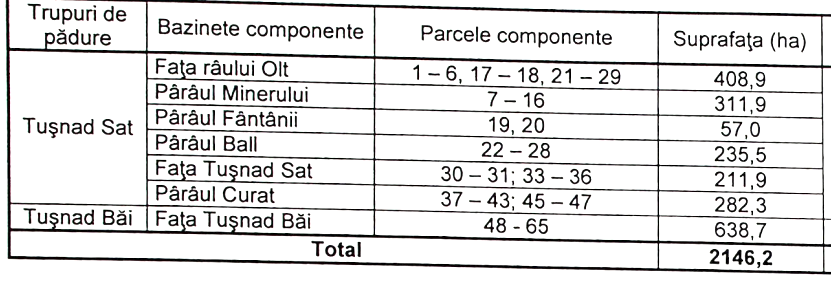 Trupuri de pădure Bazinete componente Parcele componente Suprafaţa (ha)
Tuşnad Sat Faţa râului Olt 1 – 6, 17 – 18, 21 – 29 408,9
Pârâul Minerului 7 – 16 311,9
Pârâul Fântânii 19, 20 57,0
Pârâul Ball 22 – 28 235,5
Faţa Tuşnad Sat 30 – 31; 33 – 36 211,9
Pârâul Curat 37 – 43; 45 – 47 282,3
Tuşnad Băi Faţa Tuşnad Băi 48 - 65 638,7
Total 2146,2